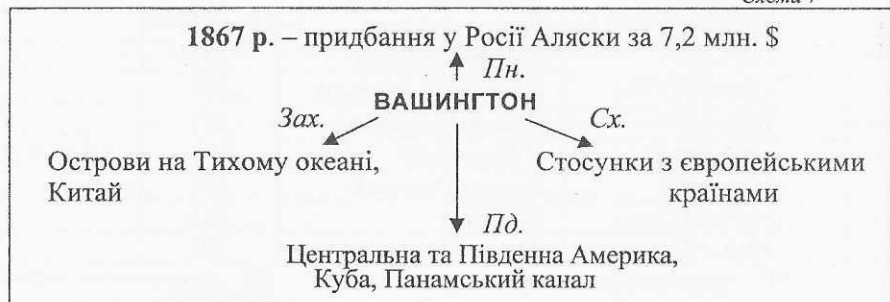 1867 р. – придбання у Росії Аляски за 7,2 млн. $
Пн.
ВАШИНГТОН
Зах.
Сх.
Острови на Тихому океані,
Китай
Стосунки з європейськими
країнами
Пд.
Центральна та Південна Америка,
Куба, Панамський канал